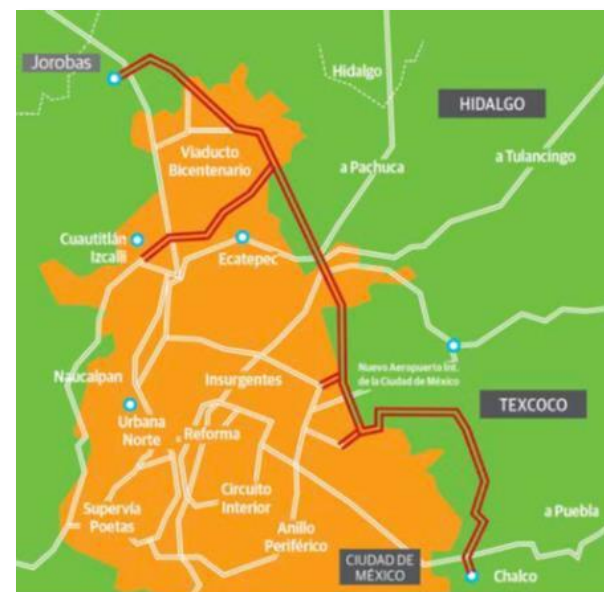 Jorobas
Hidalgo
HIDALGO
Viaducto
Bicentenario
a Pachuca
a Tulancingo
Cuautitlán
Izcalli
Ecatepec
Naucalpan
Insurgentes
Nuevo Aeropuerto Int.
de la Ciudad de México
TEXCOCO
Urbana
Norte
Reforma
Circuito
Interior
Supervía
Poetas
Anillo
Periférico
a Puebla
CIUDAD DE
MÉXICO
Chalco